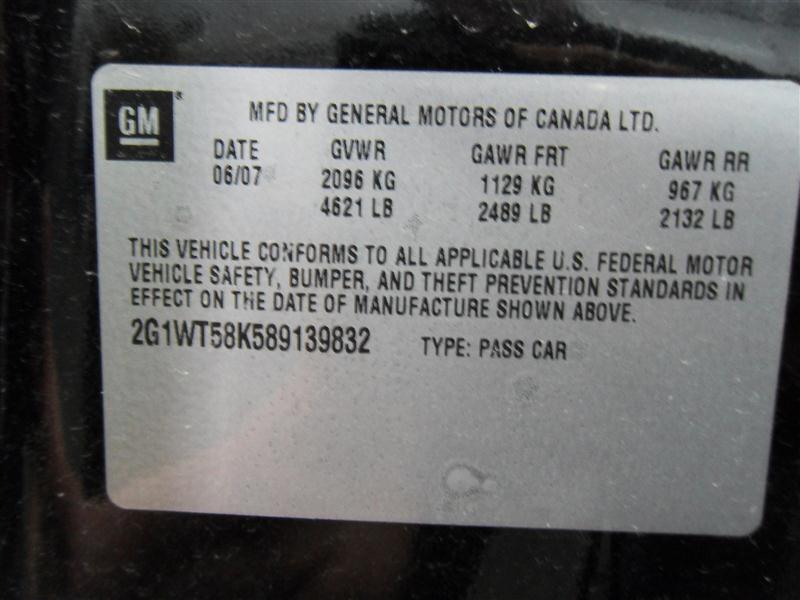 GM
MFD BY GENERAL MOTORS OF CANADA LTD.
DATE GVWR GAWR FRT GAWR RR
06/07 2096 KG 1129 KG 967 KG
4621 LB 2489 LB 2132 LB
THIS VEHICLE CONFORMS TO ALL APPLICABLE U.S. FEDERAL MOTOR
VEHICLE SAFETY, BUMPER, AND THEFT PREVENTION STANDARDS IN
EFFECT ON THE DATE OF MANUFACTURE SHOWN ABOVE.
2G1WT58K589139832 TYPE: PASS CAR